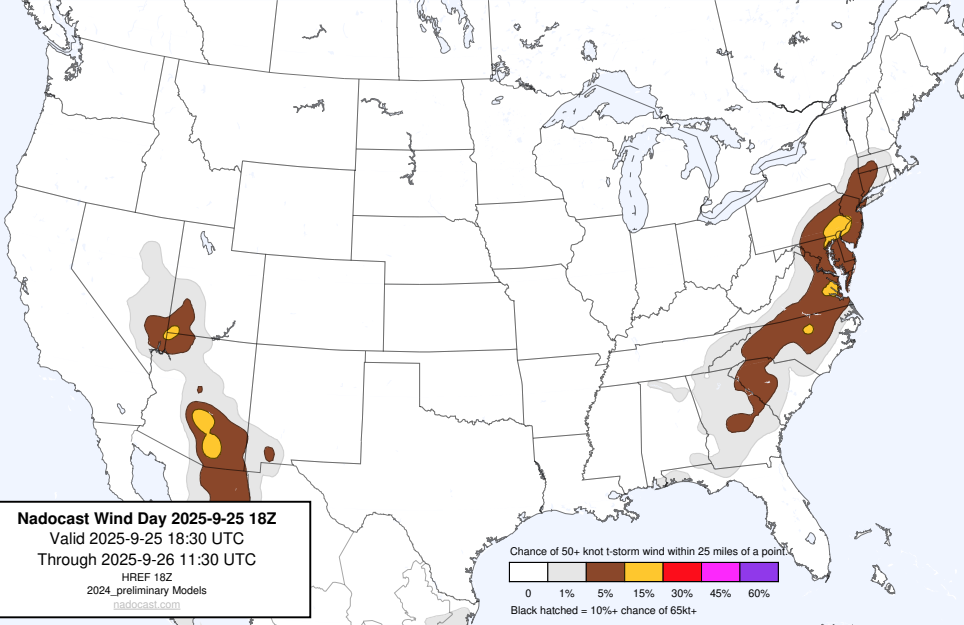 Nadocast Wind Day 2025-9-25 18Z
Valid 2025-9-25 18:30 UTC
Through 2025-9-26 11:30 UTC
HREF 18Z
2024_preliminary Models
nadocast.com
Chance of 50+ knot t-storm wind within 25 miles of a point.
0 1% 5% 15% 30% 45% 60%
Black hatched = 10%+ chance of 65kt+